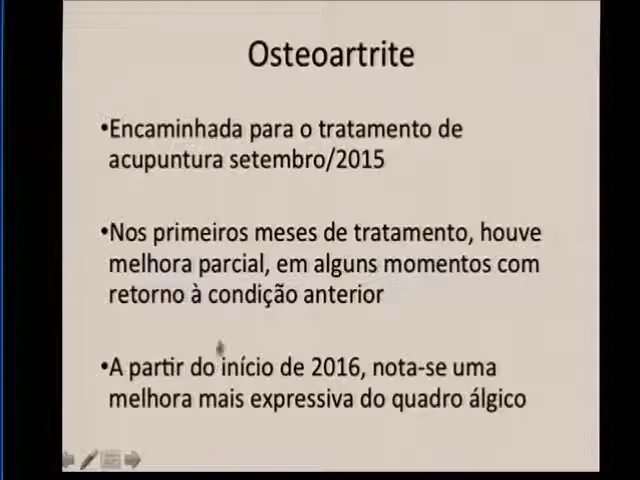 Osteoartrite
•Encaminhada para o tratamento de
acupuntura setembro/2015
•Nos primeiros meses de tratamento, houve
melhora parcial, em alguns momentos com
retorno à condição anterior
•A partir do início de 2016, nota-se uma
melhora mais expressiva do quadro álgico